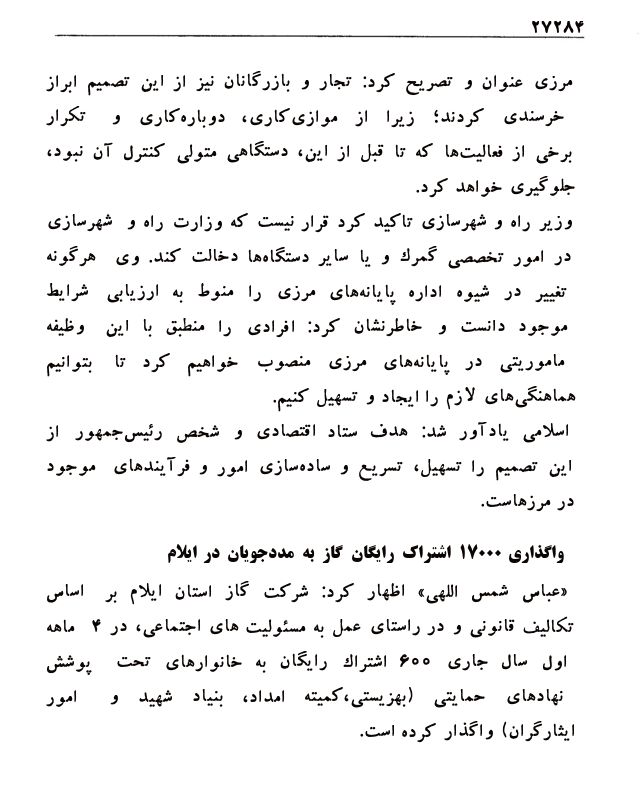 ۲۷۲۸۴
مرزی عنوان و تصریح کرد: تجار و بازرگانان نیز از این تصمیم ابراز
خرسندی کردند؛ زیرا از موازی‌کاری، دوباره‌کاری و تکرار
برخی از فعالیت‌ها که تا قبل از این، دستگاهی متولی کنترل آن نبود،
جلوگیری خواهد کرد.
وزیر راه و شهرسازی تاکید کرد قرار نیست که وزارت راه و شهرسازی
در امور تخصصی گمرك و یا سایر دستگاه‌ها دخالت کند. وی هرگونه
تغییر در شیوه اداره پایانه‌های مرزی را منوط به ارزیابی شرایط
موجود دانست و خاطرنشان کرد: افرادی را منطبق با این وظیفه
ماموریتی در پایانه‌های مرزی منصوب خواهیم کرد تا بتوانیم
هماهنگی‌های لازم را ایجاد و تسهیل کنیم.
اسلامی یادآور شد: هدف ستاد اقتصادی و شخص رئیس‌جمهور از
این تصمیم را تسهیل، تسریع و ساده‌سازی امور و فرآیندهای موجود
در مرزهاست.
واگذاری ۱۷۰۰۰ اشتراک رایگان گاز به مددجویان در ایلام
«عباس شمس اللهی» اظهار کرد: شرکت گاز استان ایلام بر اساس
تکالیف قانونی و در راستای عمل به مسئولیت های اجتماعی، در ۴ ماهه
اول سال جاری ۶۰۰ اشتراك رایگان به خانوارهای تحت پوشش
نهادهای حمایتی (بهزیستی،کمیته امداد، بنیاد شهید و امور
ایثارگران) واگذار کرده است.